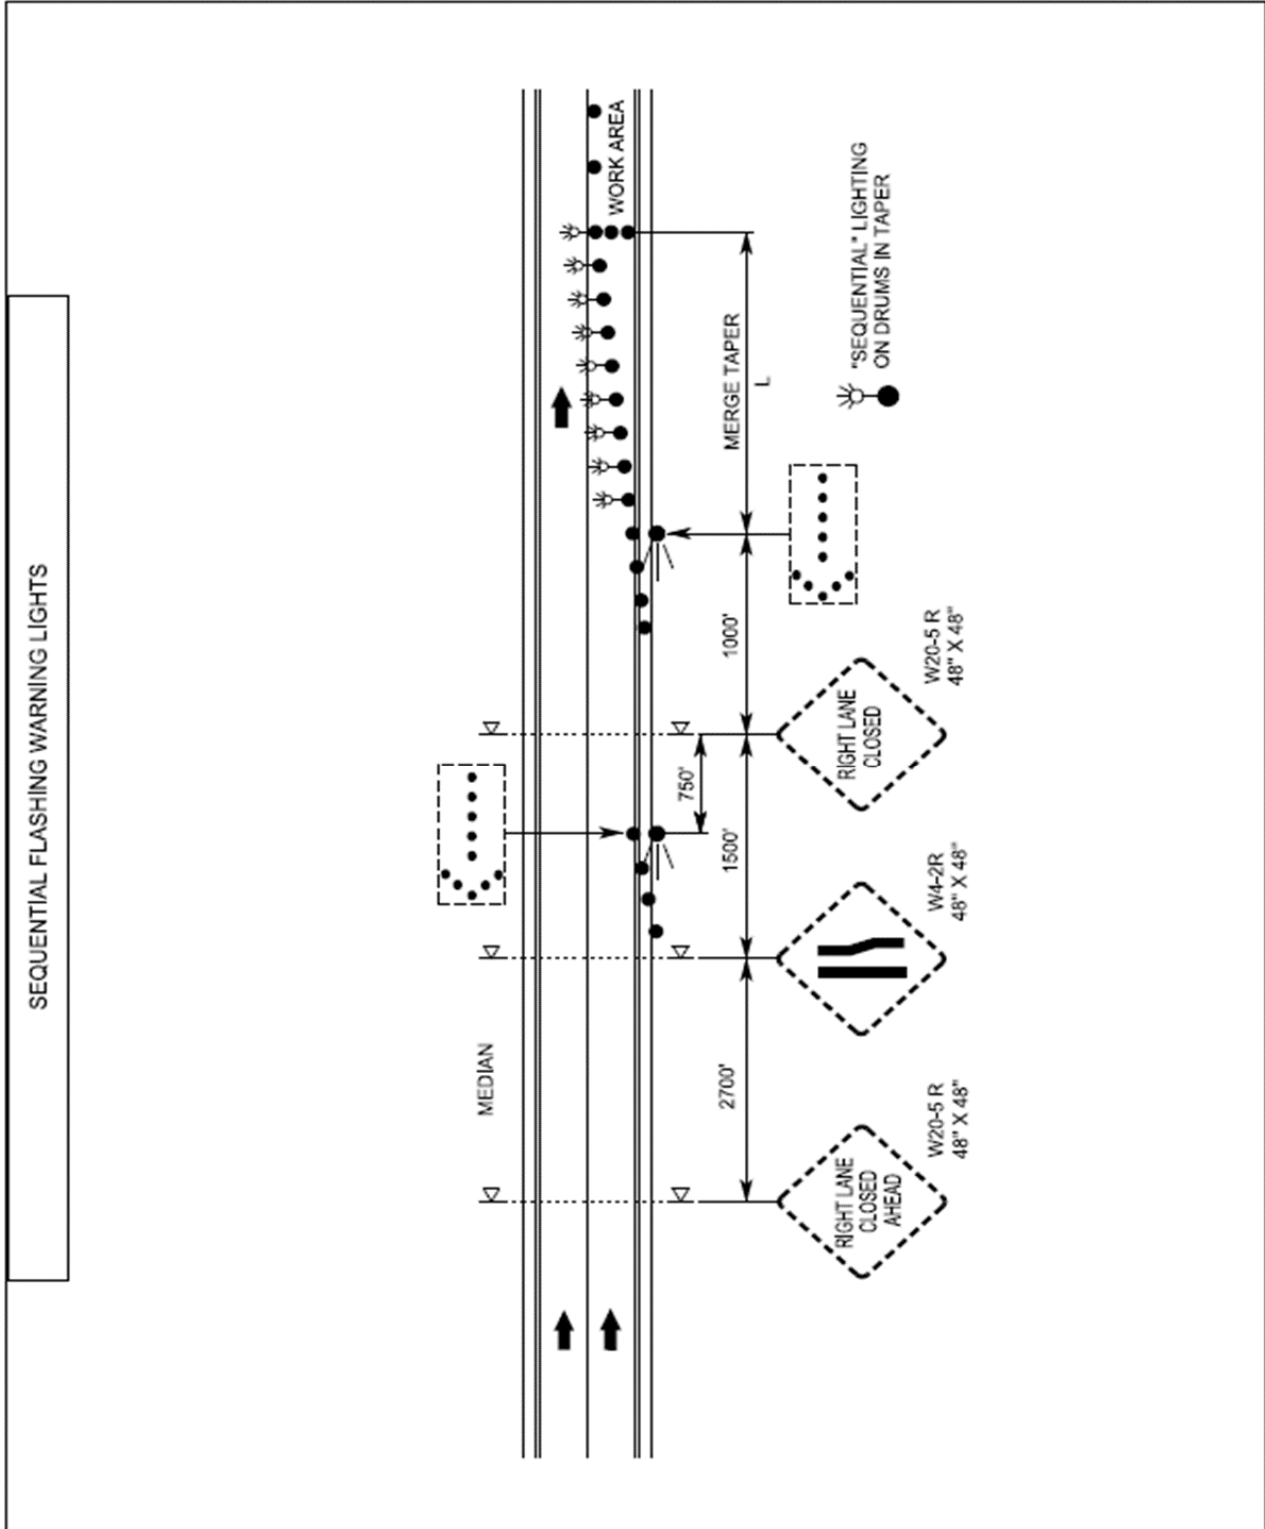 SEQUENTIAL FLASHING WARNING LIGHTS
MEDIAN
WORK AREA
2700'
1500'
750'
1000'
MERGE TAPER
L
RIGHT LANE
CLOSED
AHEAD
W20-5 R
48" X 48"
W4-2R
48" X 48"
RIGHT LANE
CLOSED
W20-5 R
48" X 48"
"SEQUENTIAL" LIGHTING
ON DRUMS IN TAPER